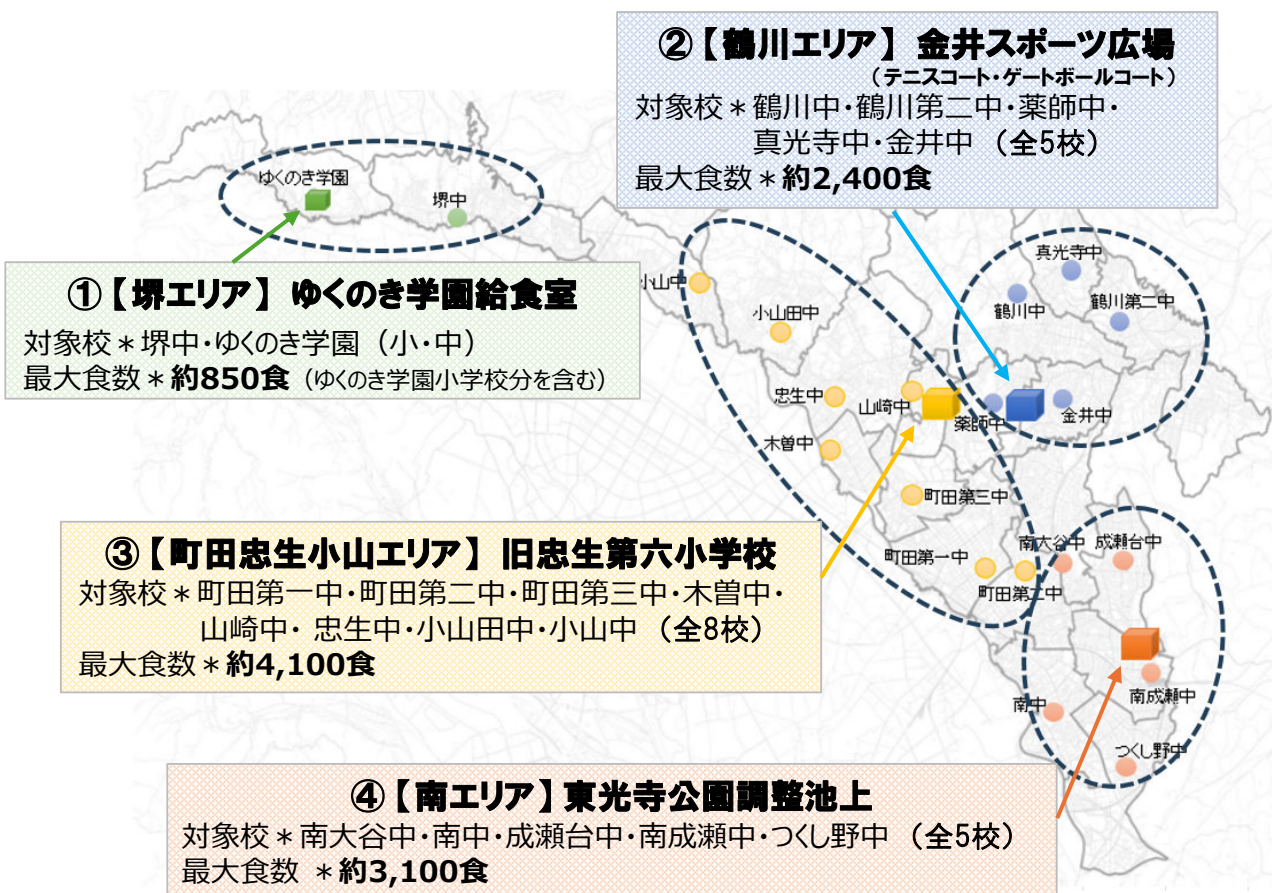 ②【鶴川エリア】 金井スポーツ広場
（テニスコート・ゲートボールコート）
対象校＊鶴川中・鶴川第二中・薬師中・
真光寺中・金井中 （全5校）
最大食数＊約2,400食
ゆくのき学園
堺中
①【堺エリア】 ゆくのき学園給食室
対象校＊堺中・ゆくのき学園（小・中）
最大食数＊約850食（ゆくのき学園小学校分を含む）
真光寺中
鶴川中
鶴川第二中
小山中
小山田中
忠生中
山崎中
薬師中
金井中
木曽中
町田第三中
町田第一中
町田第二中
南大谷中
成瀬台中
③【町田忠生小山エリア】 旧忠生第六小学校
対象校＊町田第一中・町田第二中・町田第三中・木曽中・
山崎中・ 忠生中・小山田中・小山中 （全8校）
最大食数＊約4,100食
南成瀬中
南中
つくし野中
④【南エリア】東光寺公園調整池上
対象校＊南大谷中・南中・成瀬台中・南成瀬中・つくし野中 （全5校）
最大食数 ＊約3,100食